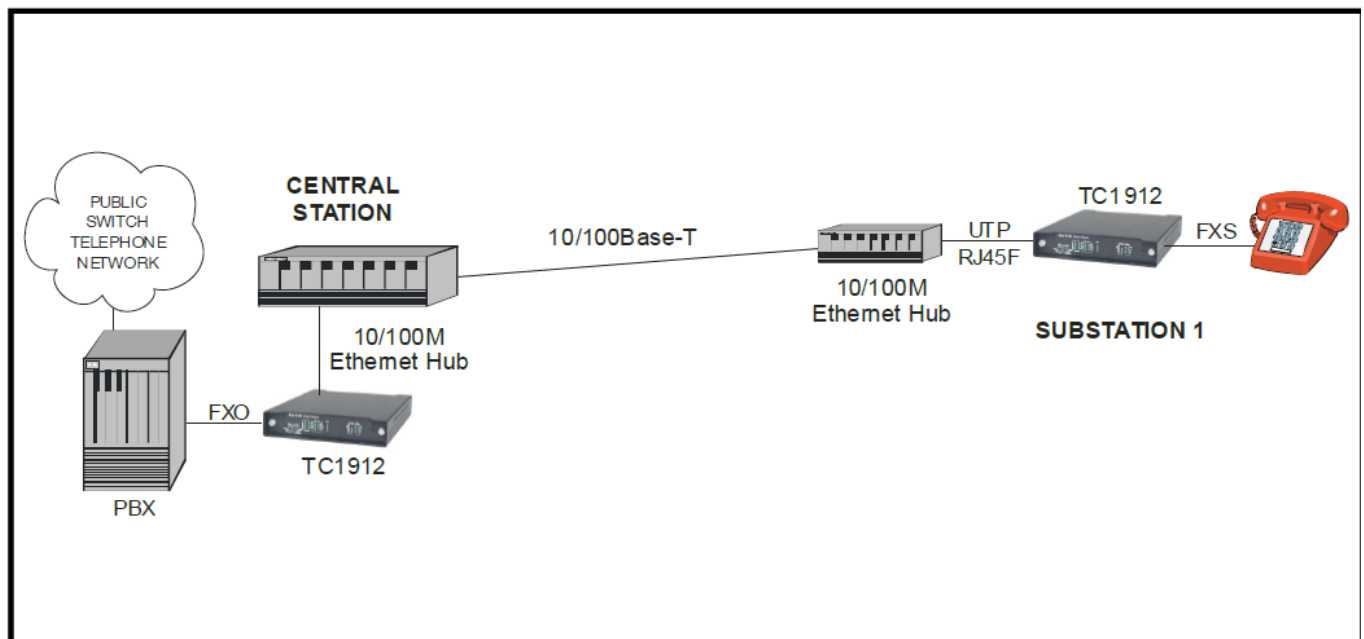 PUBLIC
SWITCH
TELEPHONE
NETWORK
CENTRAL
STATION
10/100Base-T
TC1912
UTP
RJ45F
FXS
10/100M
Ethernet Hub
10/100M
Ethernet Hub
SUBSTATION 1
FXO
TC1912
PBX